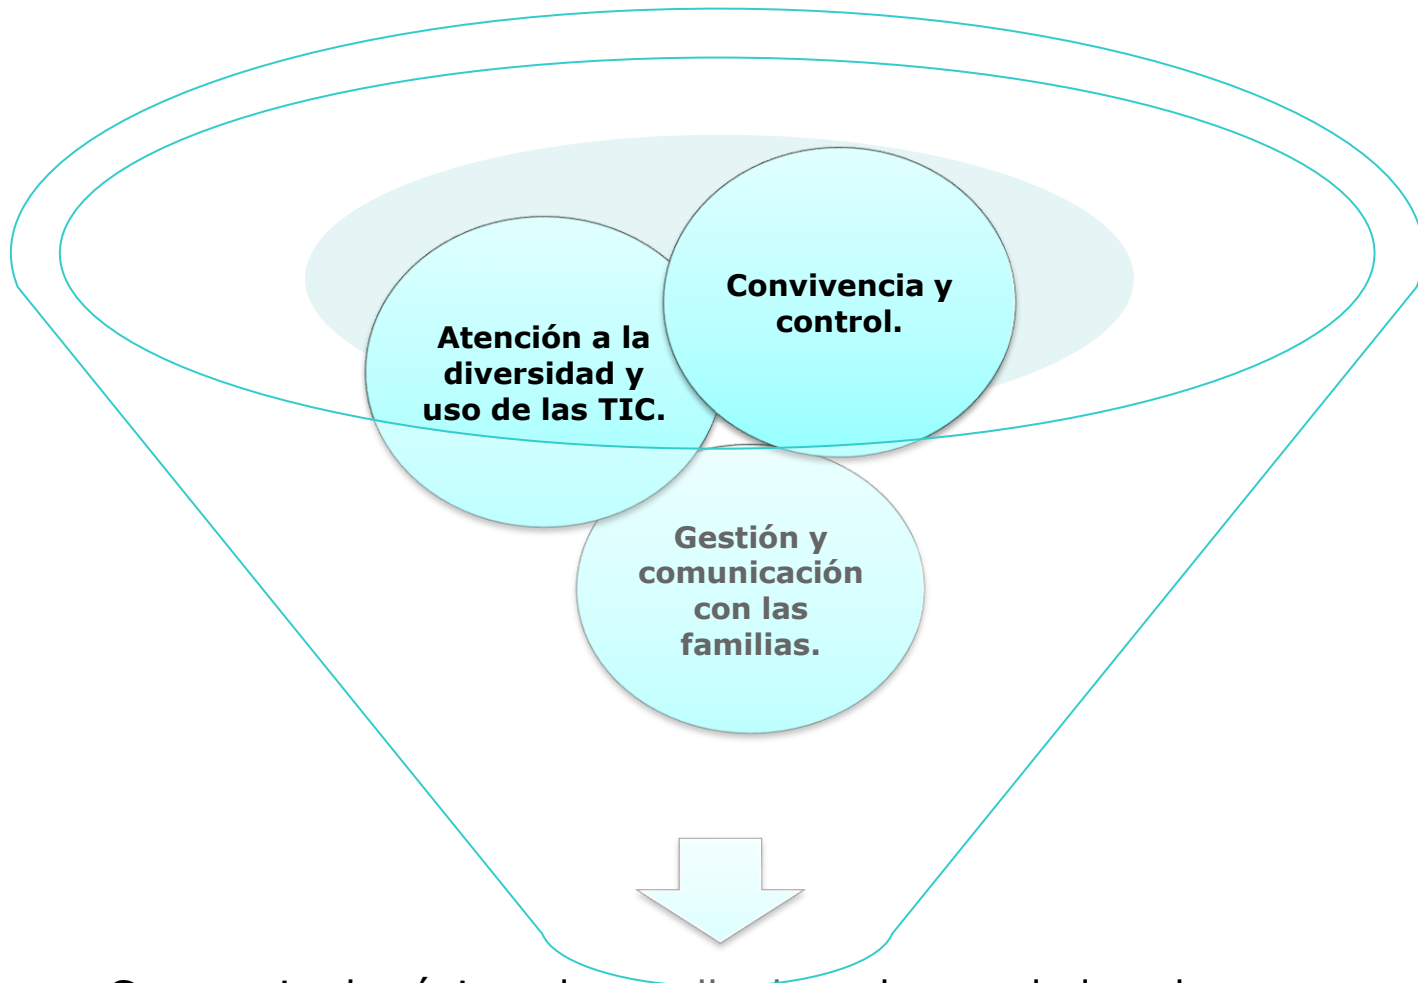 Atención a la
diversidad y
uso de las TIC.
Convivencia y
control.
Gestión y
comunicación
con las
familias.